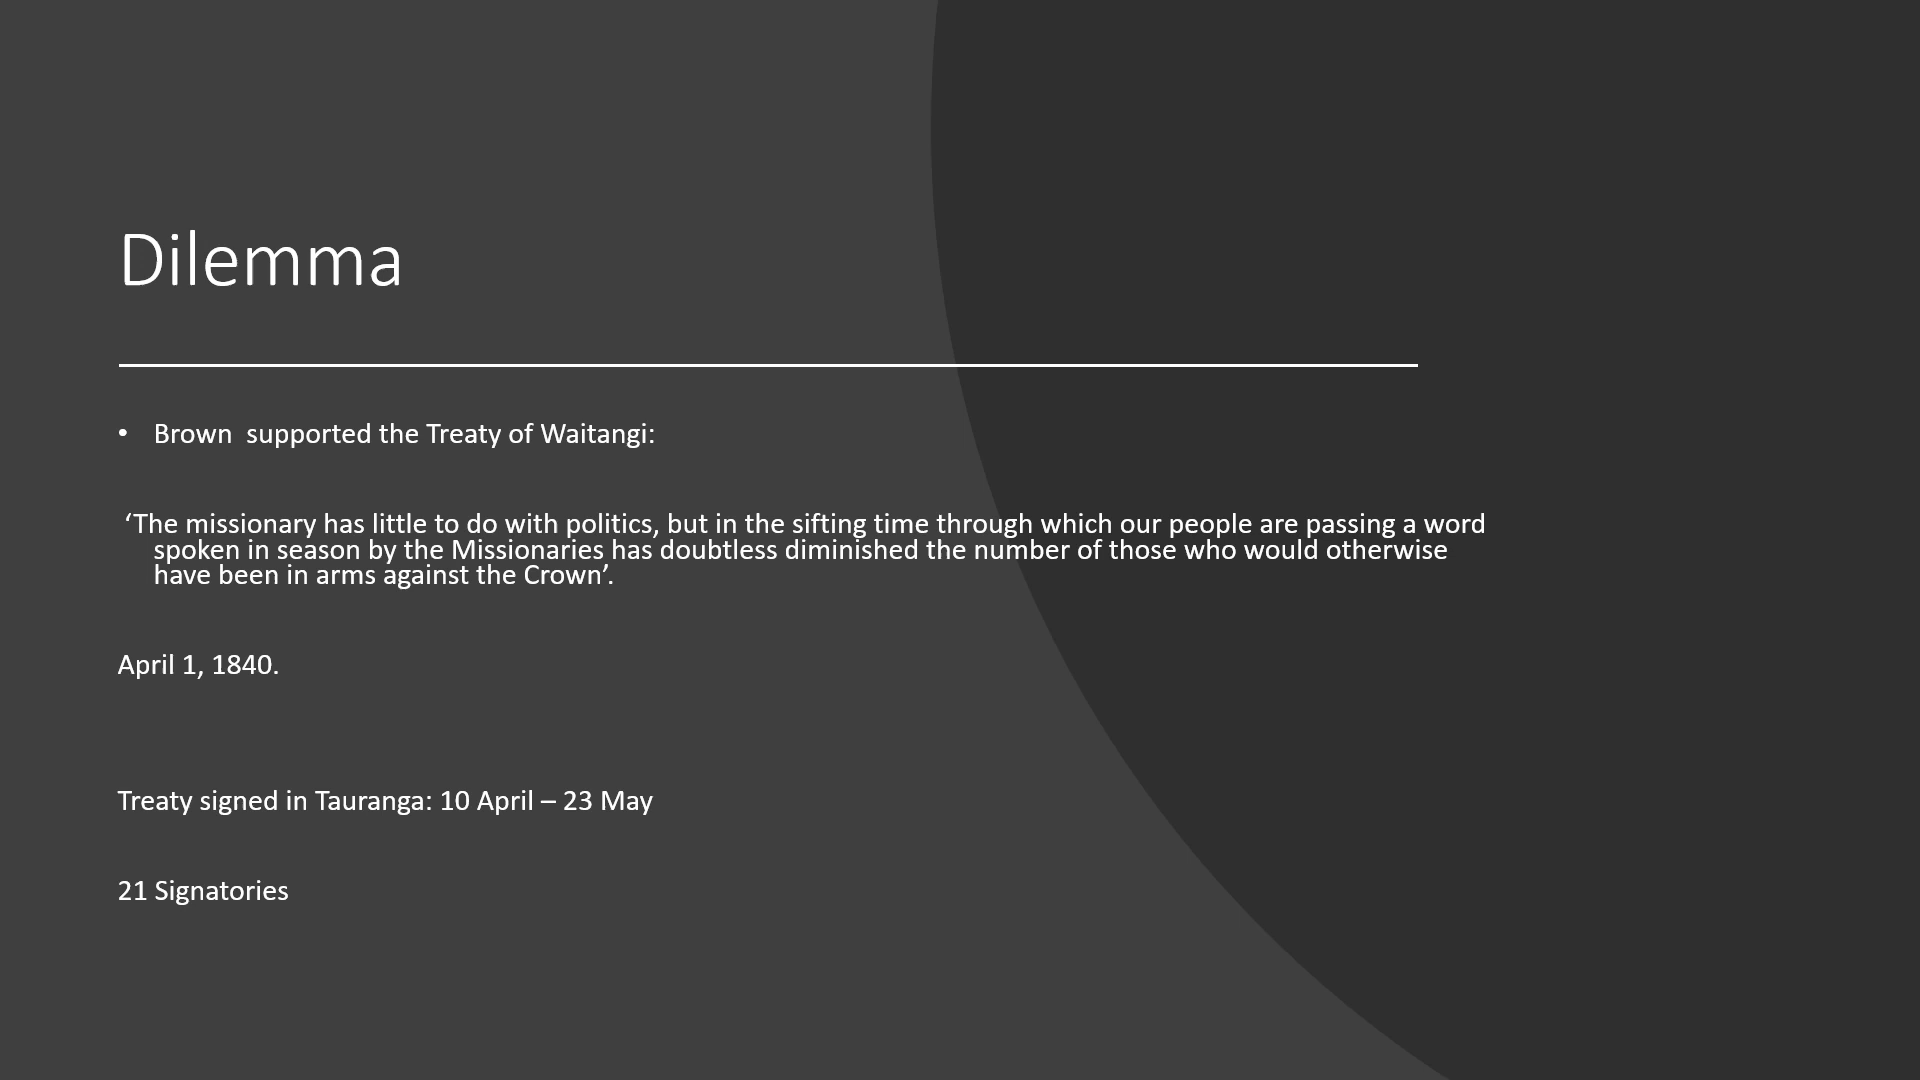 Dilemma
• Brown  supported the Treaty of Waitangi:
‘The missionary has little to do with politics, but in the sifting time through which our people are passing a word
spoken in season by the Missionaries has doubtless diminished the number of those who would otherwise
have been in arms against the Crown’.
April 1, 1840.
Treaty signed in Tauranga: 10 April – 23 May
21 Signatories